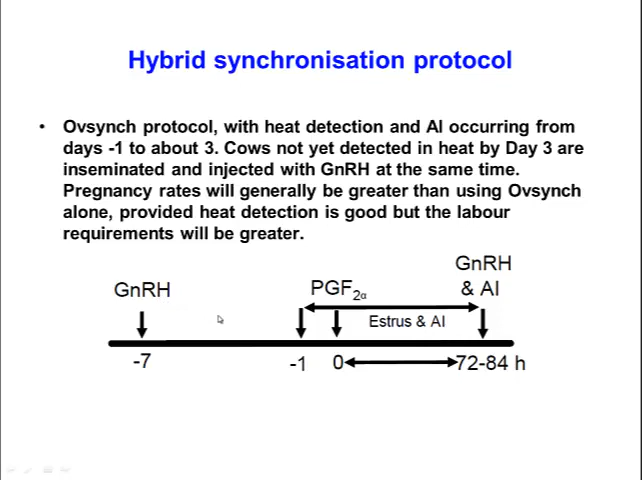 Hybrid synchronisation protocol
• Ovsynch protocol, with heat detection and AI occurring from
days -1 to about 3. Cows not yet detected in heat by Day 3 are
inseminated and injected with GnRH at the same time.
Pregnancy rates will generally be greater than using Ovsynch
alone, provided heat detection is good but the labour
requirements will be greater.
GnRH
PGF2α
GnRH
& AI
Estrus & AI
-7
-1
0
72-84 h